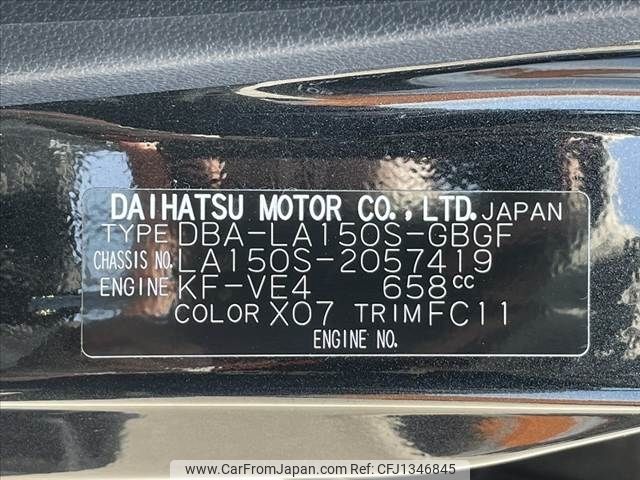 DAIHATSU MOTOR CO.,LTD. JAPAN
TYPE DBA-LA150S-GBGF
CHASSIS NO. LA150S-2057419
ENGINE KF-VE4 658cc
COLOR X07 TRIM FC11
ENGINE NO.
www.CarFromJapan.com | CFJ1346845